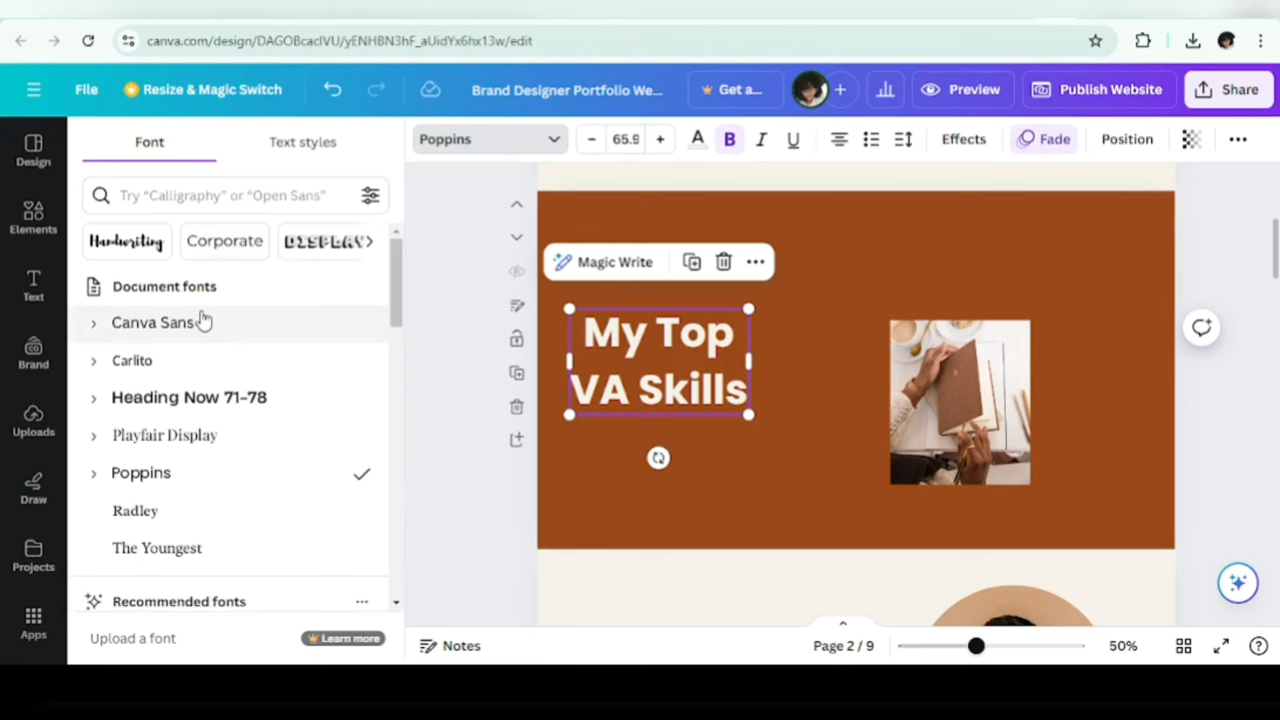 canva.com/design/DAGOBcacIVU/yENHBN3hF_aUidYx6hx13w/edit
File
Resize & Magic Switch
Brand Designer Portfolio We...
Get a...
Preview
Publish Website
Share
Design
Elements
Text
Brand
Uploads
Draw
Projects
Apps
Font
Text styles
Try “Calligraphy” or “Open Sans”
Handwriting
Corporate
DISPLAY
Document fonts
Canva Sans
Carlito
Heading Now 71-78
Playfair Display
Poppins
Radley
The Youngest
Recommended fonts
Upload a font
Learn more
Poppins
65.9
A
B
I
U
Effects
Fade
Position
Magic Write
My Top
VA Skills
Notes
Page 2 / 9
50%